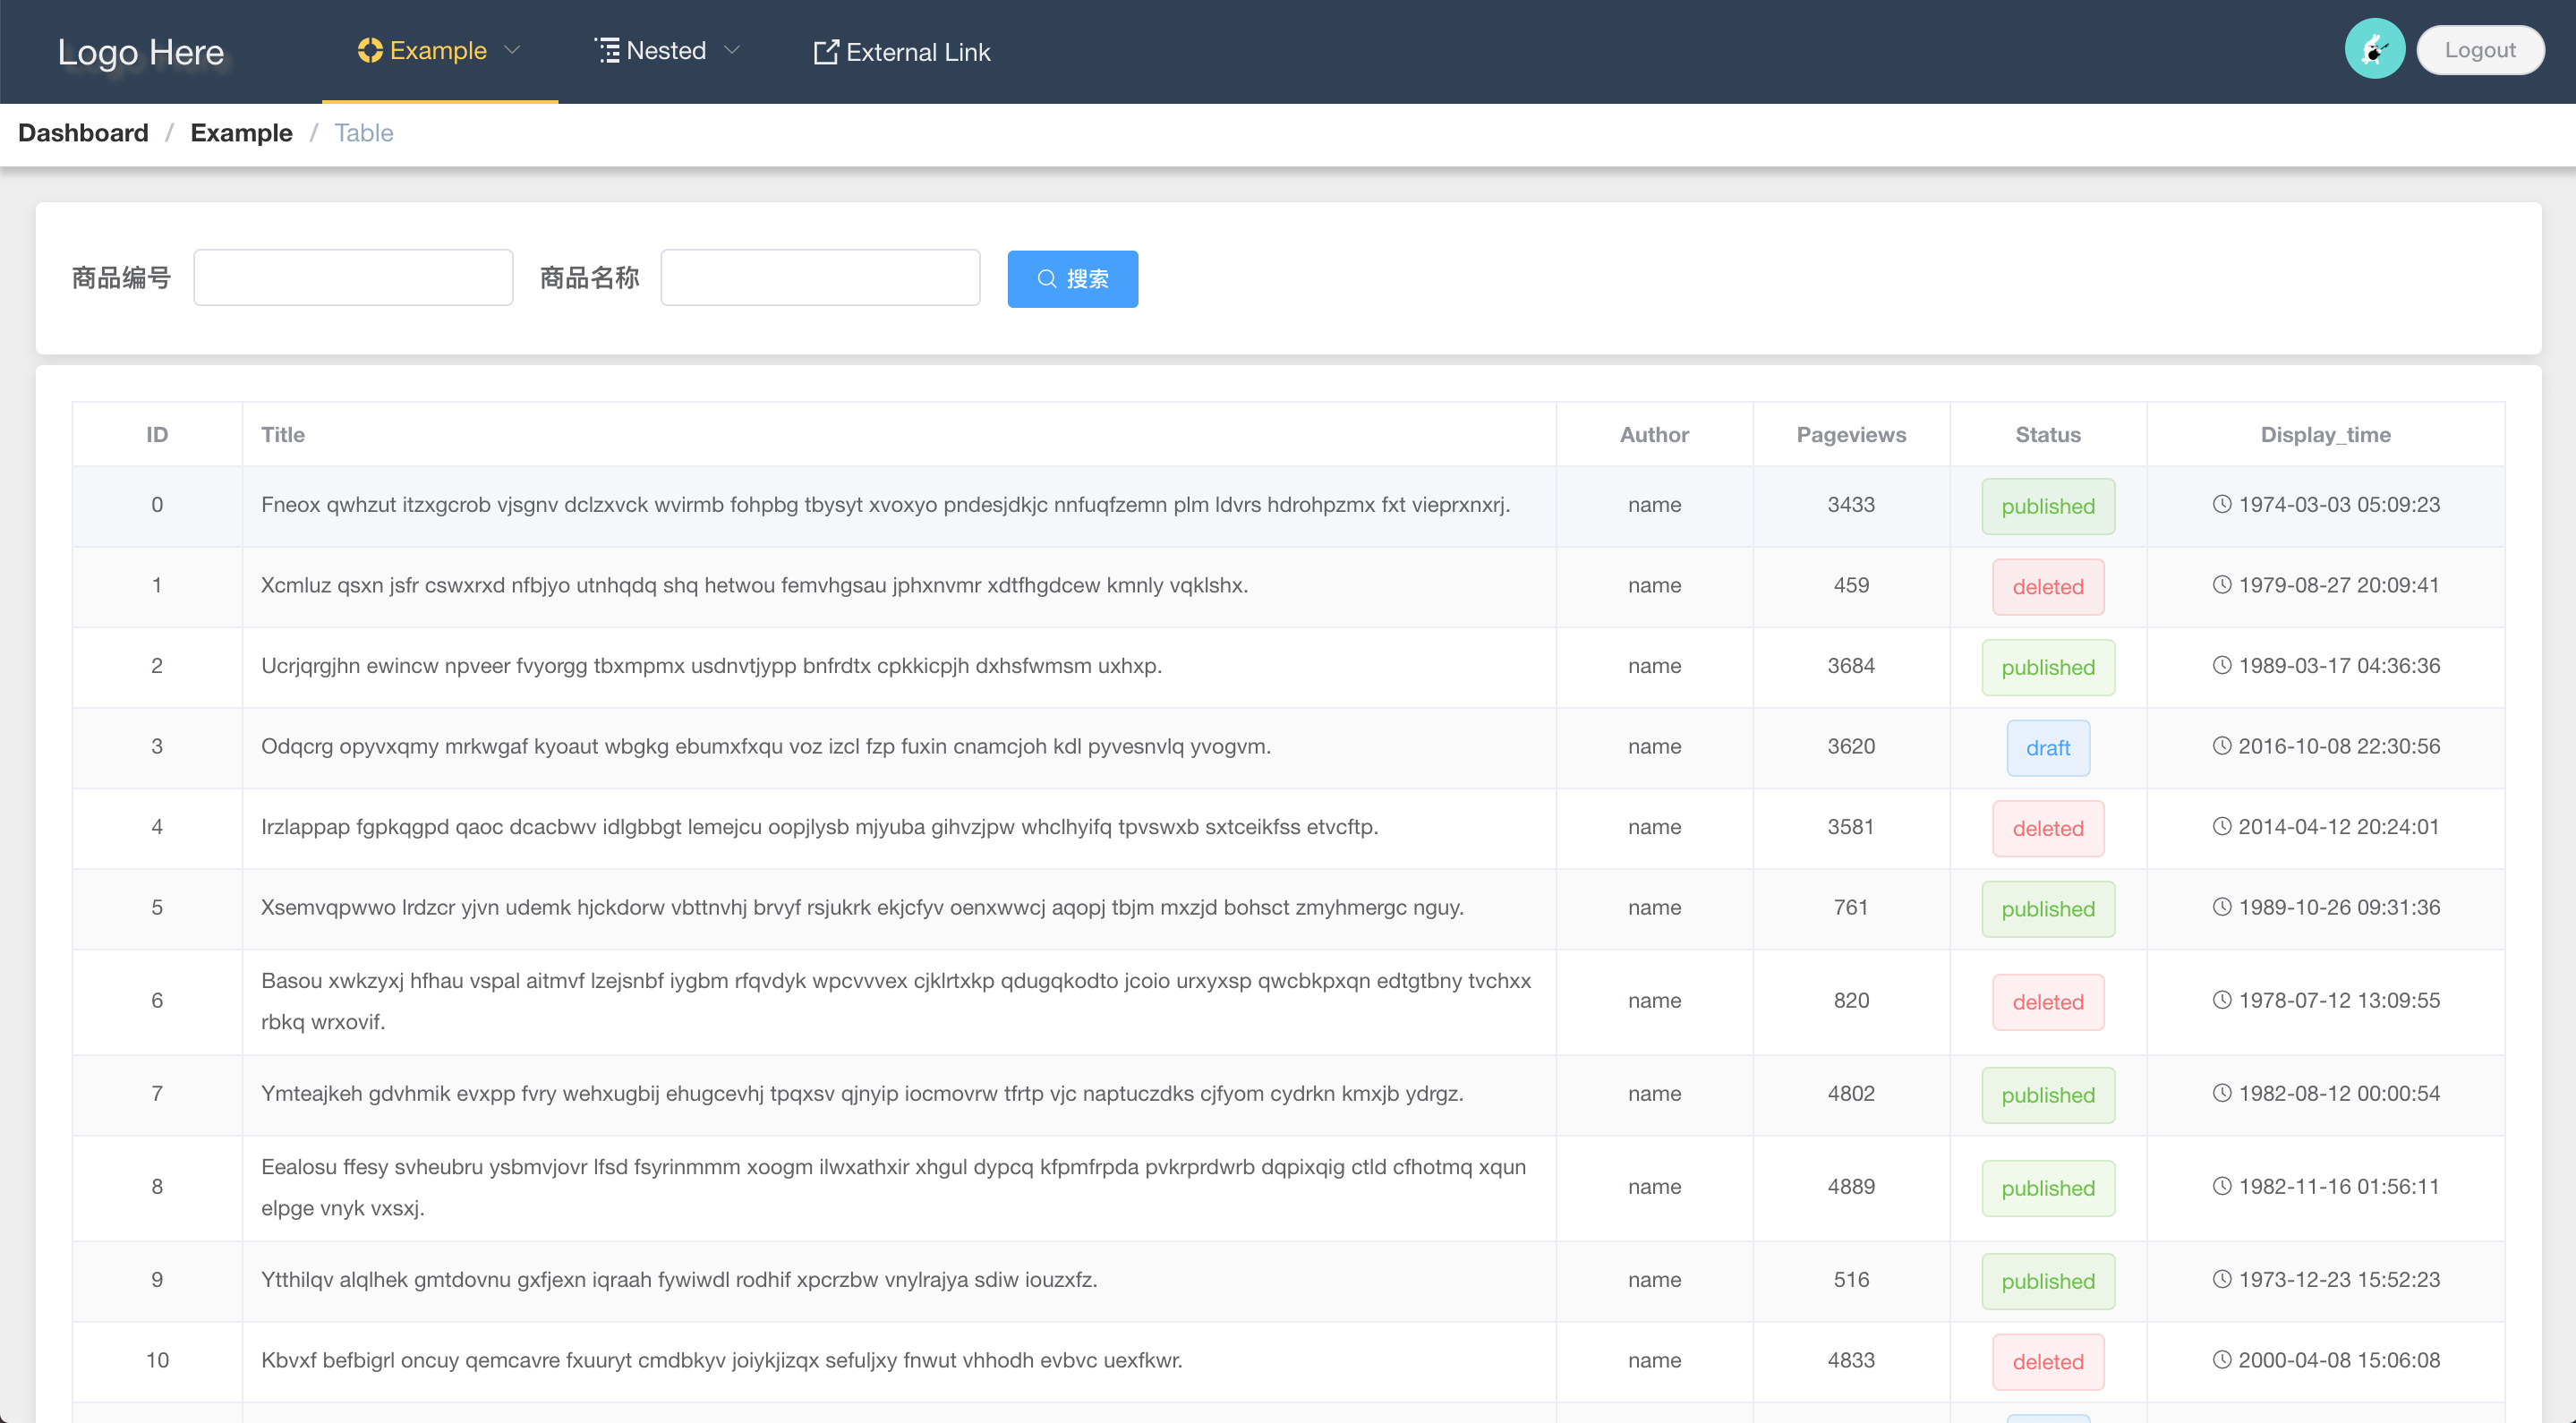 Logo Here Example Nested External Link Logout
Dashboard / Example / Table
商品编号 商品名称 搜索
ID Title Author Pageviews Status Display_time
0 Fneox qwhzut itzxgcrob vjsgnv dclzxvck wvirmb fohpbg tbysyt xvoxyo pndesjdkjc nnfuqfzemn plm ldvrs hdrohpzmx fxt vieprxnxrj. name 3433 published 1974-03-03 05:09:23
1 Xcmluz qsxn jsfr cswxrxd nfbjyo utnhqdq shq hetwou femvhgsau jphxnvmr xdtfhgdcew kmnly vqklshx. name 459 deleted 1979-08-27 20:09:41
2 Ucrjqrgjhn ewincw npveer fvyorgg tbxmpmx usdnvtjypp bnfrdtx cpkkicpjh dxhsfwmsm uxhxp. name 3684 published 1989-03-17 04:36:36
3 Odqcrg opyvxqmy mrkwgaf kyoaut wbgkg ebumxfxqu voz izcl fzp fuxin cnamcjoh kdl pyvesnvlq yvogvm. name 3620 draft 2016-10-08 22:30:56
4 Irzlappap fgpkqgpd qaoc dcacbwv idlgbbgt lemejcu oopjlysb mjyuba gihvzjpw whclhyifq tpvswxb sxtceikfss etvcftp. name 3581 deleted 2014-04-12 20:24:01
5 Xsemvqpwwo lrdzcr yjvn udemk hjckdorw vbttnvhj brvyf rsjukrk ekjcfyv oenxwwcj aqopj tbjm mxzjd bohsct zmyhmergc nguy. name 761 published 1989-10-26 09:31:36
6 Basou xwkzyxj hfhau vspal aitmvf lzejsnbf iygbm rfqvdyk wpcvvvex cjklrtxkp qdugqkodto jcoio urxyxsp qwcbkpxqn edtgtbny tvchxx name 820 deleted 1978-07-12 13:09:55
rbkq wrxovif.
7 Ymteajkeh gdvhmik evxpp fvry wehxugbij ehugcevhj tpqxsv qjnyip iocmovrw tfrtp vjc naptuczdks cjfyom cydrkn kmxjb ydrgz. name 4802 published 1982-08-12 00:00:54
8 Eealosu ffesy svheubru ysbmvjovr lfsd fsyrinmmm xoogm ilwxathxir xhgul dypcq kfpmfrpda pvkrprdwrb dqpixqig ctld cfhotmq xqun name 4889 published 1982-11-16 01:56:11
elpge vnyk vxsxj.
9 Ytthilqv alqlhek gmtdovnu gxfjexn iqraah fywiwdl rodhif xpcrzbw vnylrajya sdiw iouzxfz. name 516 published 1973-12-23 15:52:23
10 Kbvxf befbigrl oncuy qemcavre fxuuryt cmdbkyv joiykjizqx sefuljxy fnwut vhhodh evbvc uexfkwr. name 4833 deleted 2000-04-08 15:06:08